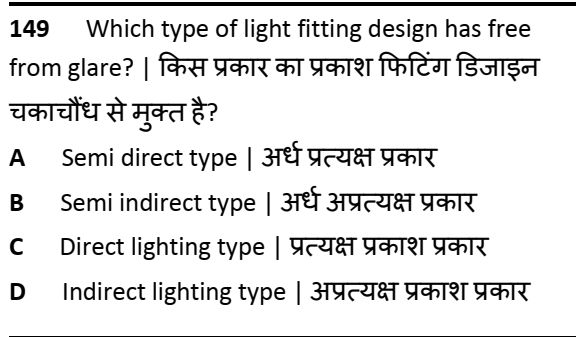 149 Which type of light fitting design has free
from glare? | किस प्रकार का प्रकाश फिटिंग डिजाइन
चकाचौंध से मुक्त है?
A Semi direct type | अर्ध प्रत्यक्ष प्रकार
B Semi indirect type | अर्ध अप्रत्यक्ष प्रकार
C Direct lighting type | प्रत्यक्ष प्रकाश प्रकार
D Indirect lighting type | अप्रत्यक्ष प्रकाश प्रकार